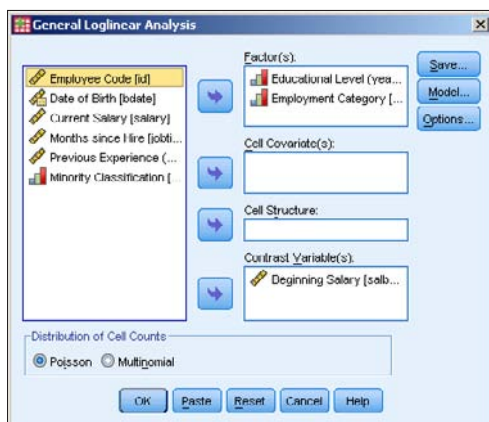 General Loglinear Analysis
Employee Code [id]
Date of Birth [bdate]
Current Salary [salary]
Months since Hire [jobti...
Previous Experience (...
Minority Classification [...
Factor(s):
Educational Level (yea...
Employment Category [...
Cell Covariate(s):
Cell Structure:
Contrast Variable(s):
Beginning Salary [salb...
Save...
Model...
Options...
Distribution of Cell Counts
Poisson Multinomial
OK Paste Reset Cancel Help